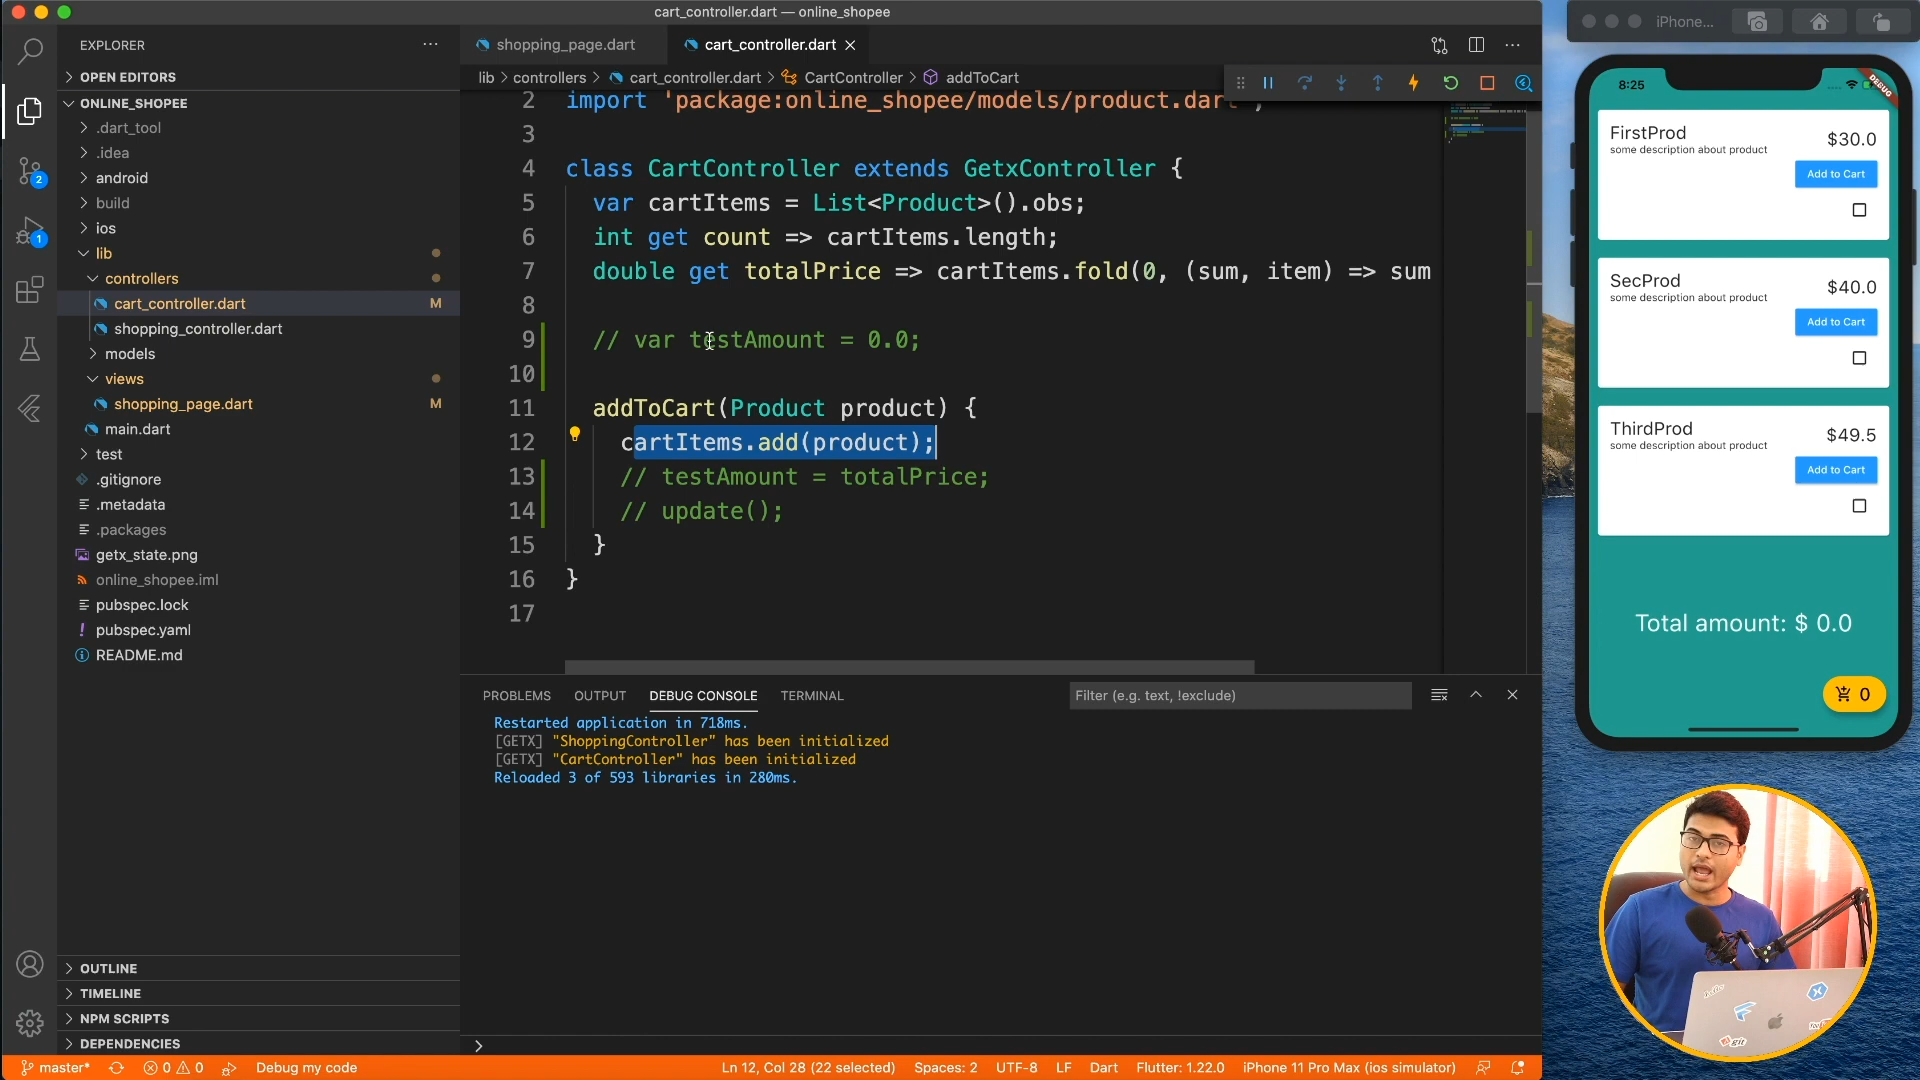 cart_controller.dart — online_shopee
iPhone...
EXPLORER
shopping_page.dart
cart_controller.dart
OPEN EDITORS
lib > controllers > cart_controller.dart > CartController > addToCart
ONLINE_SHOPEE
.dart_tool
.idea
android
build
ios
lib
controllers
cart_controller.dart M
shopping_controller.dart
models
views
shopping_page.dart M
main.dart
test
.gitignore
.metadata
.packages
getx_state.png
online_shopee.iml
pubspec.lock
pubspec.yaml
README.md
OUTLINE
TIMELINE
NPM SCRIPTS
DEPENDENCIES
2
1
2 import 'package:online_shopee/models/product.dart';
3
4 class CartController extends GetxController {
5 var cartItems = List<Product>().obs;
6 int get count => cartItems.length;
7 double get totalPrice => cartItems.fold(0, (sum, item) => sum
8
9 // var testAmount = 0.0;
10
11 addToCart(Product product) {
12 cartItems.add(product);
13 // testAmount = totalPrice;
14 // update();
15 }
16 }
17
PROBLEMS OUTPUT DEBUG CONSOLE TERMINAL
Filter (e.g. text, !exclude)
Restarted application in 718ms.
[GETX] "ShoppingController" has been initialized
[GETX] "CartController" has been initialized
Reloaded 3 of 593 libraries in 280ms.
master* 0 0 Debug my code
Ln 12, Col 28 (22 selected) Spaces: 2 UTF-8 LF Dart Flutter: 1.22.0 iPhone 11 Pro Max (ios simulator)
8:25
DEBUG
FirstProd
$30.0
some description about product
Add to Cart
SecProd
$40.0
some description about product
Add to Cart
ThirdProd
$49.5
some description about product
Add to Cart
Total amount: $ 0.0
0
git